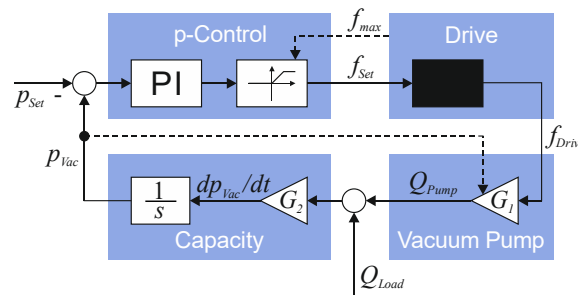 p-Control
f_max
Drive
p_Set
-
PI
f_Set
p_Vac
f_Driv
dp_Vac/dt
Q_Pump
1/s
G_2
G_1
Capacity
Vacuum Pump
Q_Load